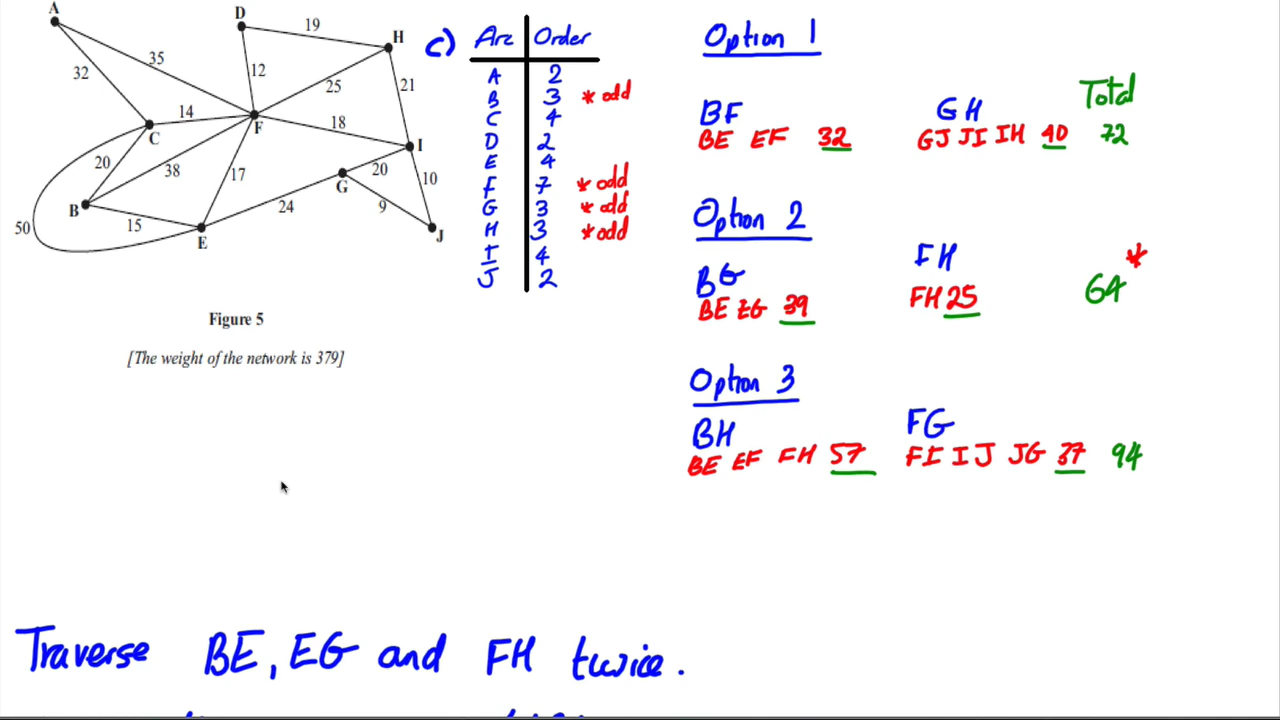 A
D
19
H
35
32
12
25
21
14
F
18
C
I
20
38
17
20
G
10
B
9
24
15
50
E
J
Figure 5
[The weight of the network is 379]
c)
Arc Order
A 2
B 3 * odd
C 4
D 2
E 4
F 7 * odd
G 3 * odd
H 3 * odd
I 4
J 2
Option 1
BF GH Total
BE EF 32 GJ JI IH 40 72
Option 2
BG FH *
BE EG 39 FH 25 64
Option 3
BH FG
BE EF FH 57 FI IJ JG 37 94
Traverse BE, EG and FH twice.